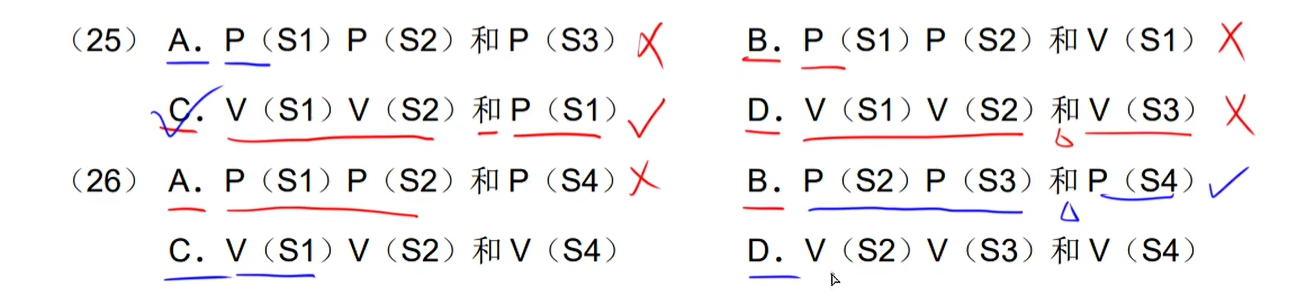 （25） A. P（S1）P（S2）和 P（S3） B. P（S1）P（S2）和 V（S1）
C. V（S1）V（S2）和 P（S1） D. V（S1）V（S2）和 V（S3）
（26） A. P（S1）P（S2）和 P（S4） B. P（S2）P（S3）和 P（S4）
C. V（S1）V（S2）和 V（S4） D. V（S2）V（S3）和 V（S4）